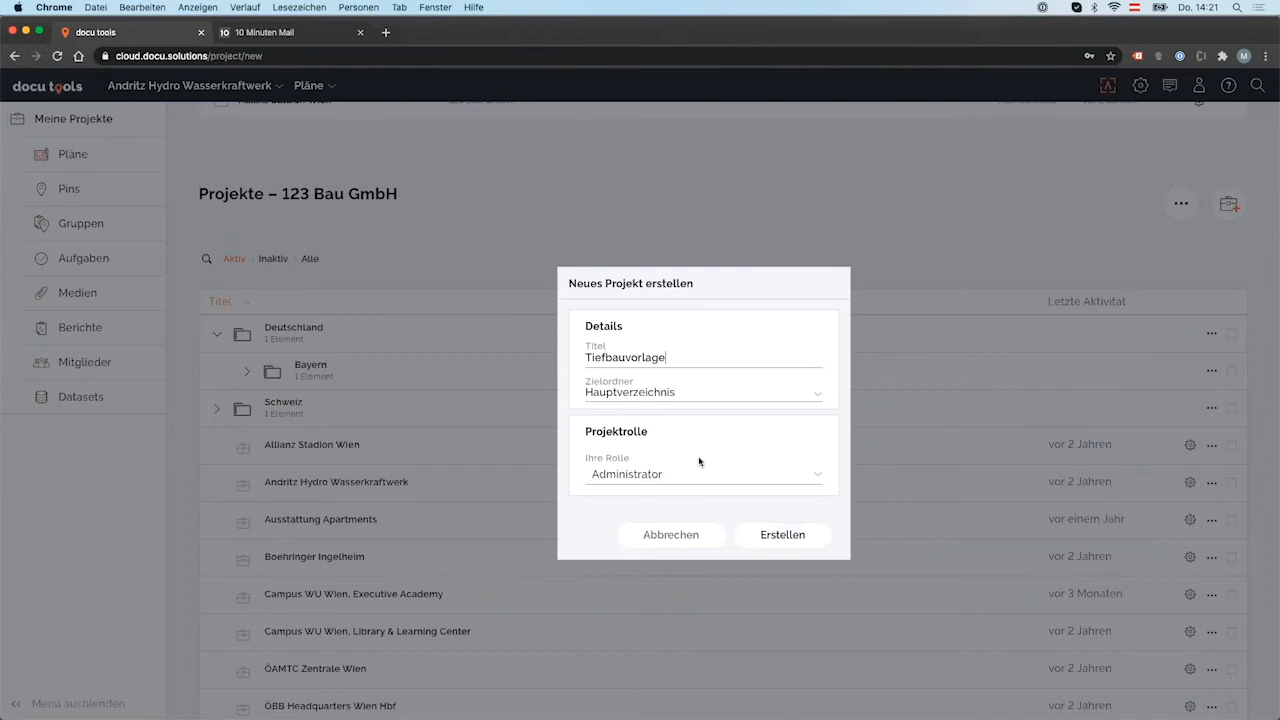 Chrome Datei Bearbeiten Anzeigen Verlauf Lesezeichen Personen Tab Fenster Hilfe Do. 14:21
docu tools 10 Minuten Mail
cloud.docu.solutions/project/new M
docu tools Andritz Hydro Wasserkraftwerk Pläne
Meine Projekte
Pläne
Pins
Gruppen
Aufgaben
Medien
Berichte
Mitglieder
Datasets
Menü ausblenden
Projekte – 123 Bau GmbH
Aktiv Inaktiv Alle
Titel Letzte Aktivität
Deutschland
1 Element
Bayern
1 Element
Schweiz
1 Element
Allianz Stadion Wien vor 2 Jahren
Andritz Hydro Wasserkraftwerk vor 2 Jahren
Ausstattung Apartments vor einem Jahr
Boehringer Ingelheim vor 2 Jahren
Campus WU Wien, Executive Academy vor 3 Monaten
Campus WU Wien, Library & Learning Center vor 2 Jahren
ÖAMTC Zentrale Wien vor 2 Jahren
ÖBB Headquarters Wien Hbf vor 2 Jahren
Neues Projekt erstellen
Details
Titel
Tiefbauvorlage
Zielordner
Hauptverzeichnis
Projektrolle
Ihre Rolle
Administrator
Abbrechen Erstellen